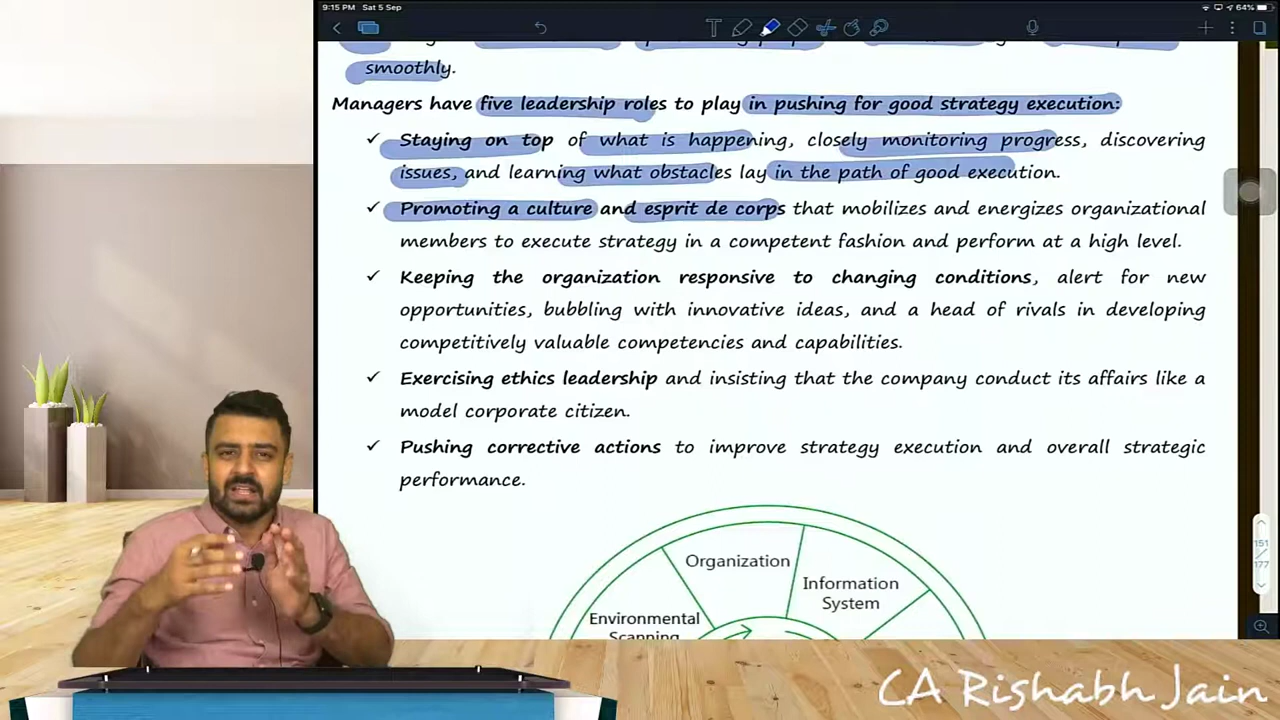 9:15 PM Sat 5 Sep
64%
smoothly.
Managers have five leadership roles to play in pushing for good strategy execution:
✓ Staying on top of what is happening, closely monitoring progress, discovering
issues, and learning what obstacles lay in the path of good execution.
✓ Promoting a culture and esprit de corps that mobilizes and energizes organizational
members to execute strategy in a competent fashion and perform at a high level.
✓ Keeping the organization responsive to changing conditions, alert for new
opportunities, bubbling with innovative ideas, and a head of rivals in developing
competitively valuable competencies and capabilities.
✓ Exercising ethics leadership and insisting that the company conduct its affairs like a
model corporate citizen.
✓ Pushing corrective actions to improve strategy execution and overall strategic
performance.
Organization
Information
System
Environmental
Scanning
151
177
CA Rishabh Jain